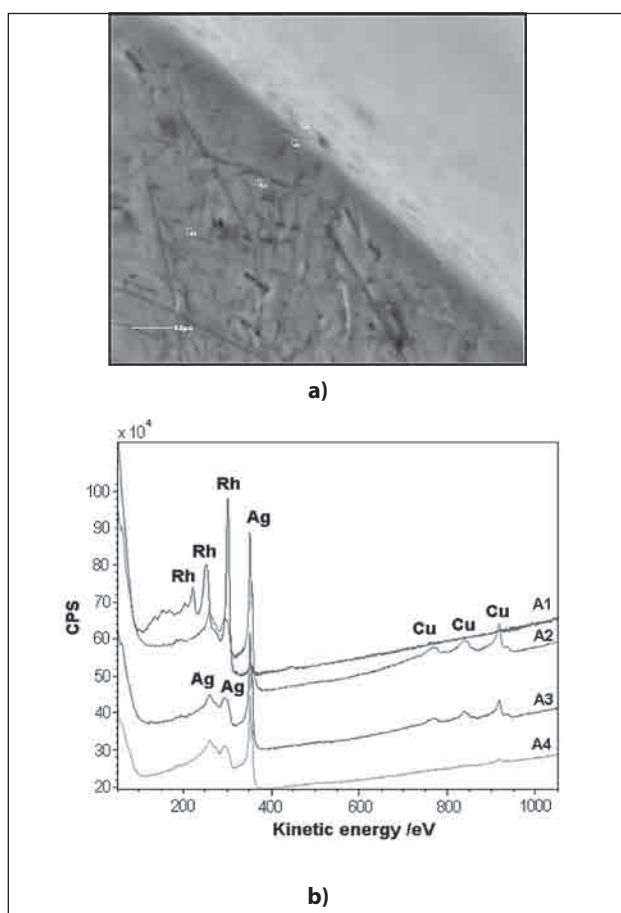 a)
x 10⁴
100
90
80
70
60
50
40
30
20
CPS
Rh
Rh
Rh
Ag
Ag
Ag
Cu
Cu
Cu
A1
A2
A3
A4
200
400
600
800
1000
Kinetic energy /eV
b)